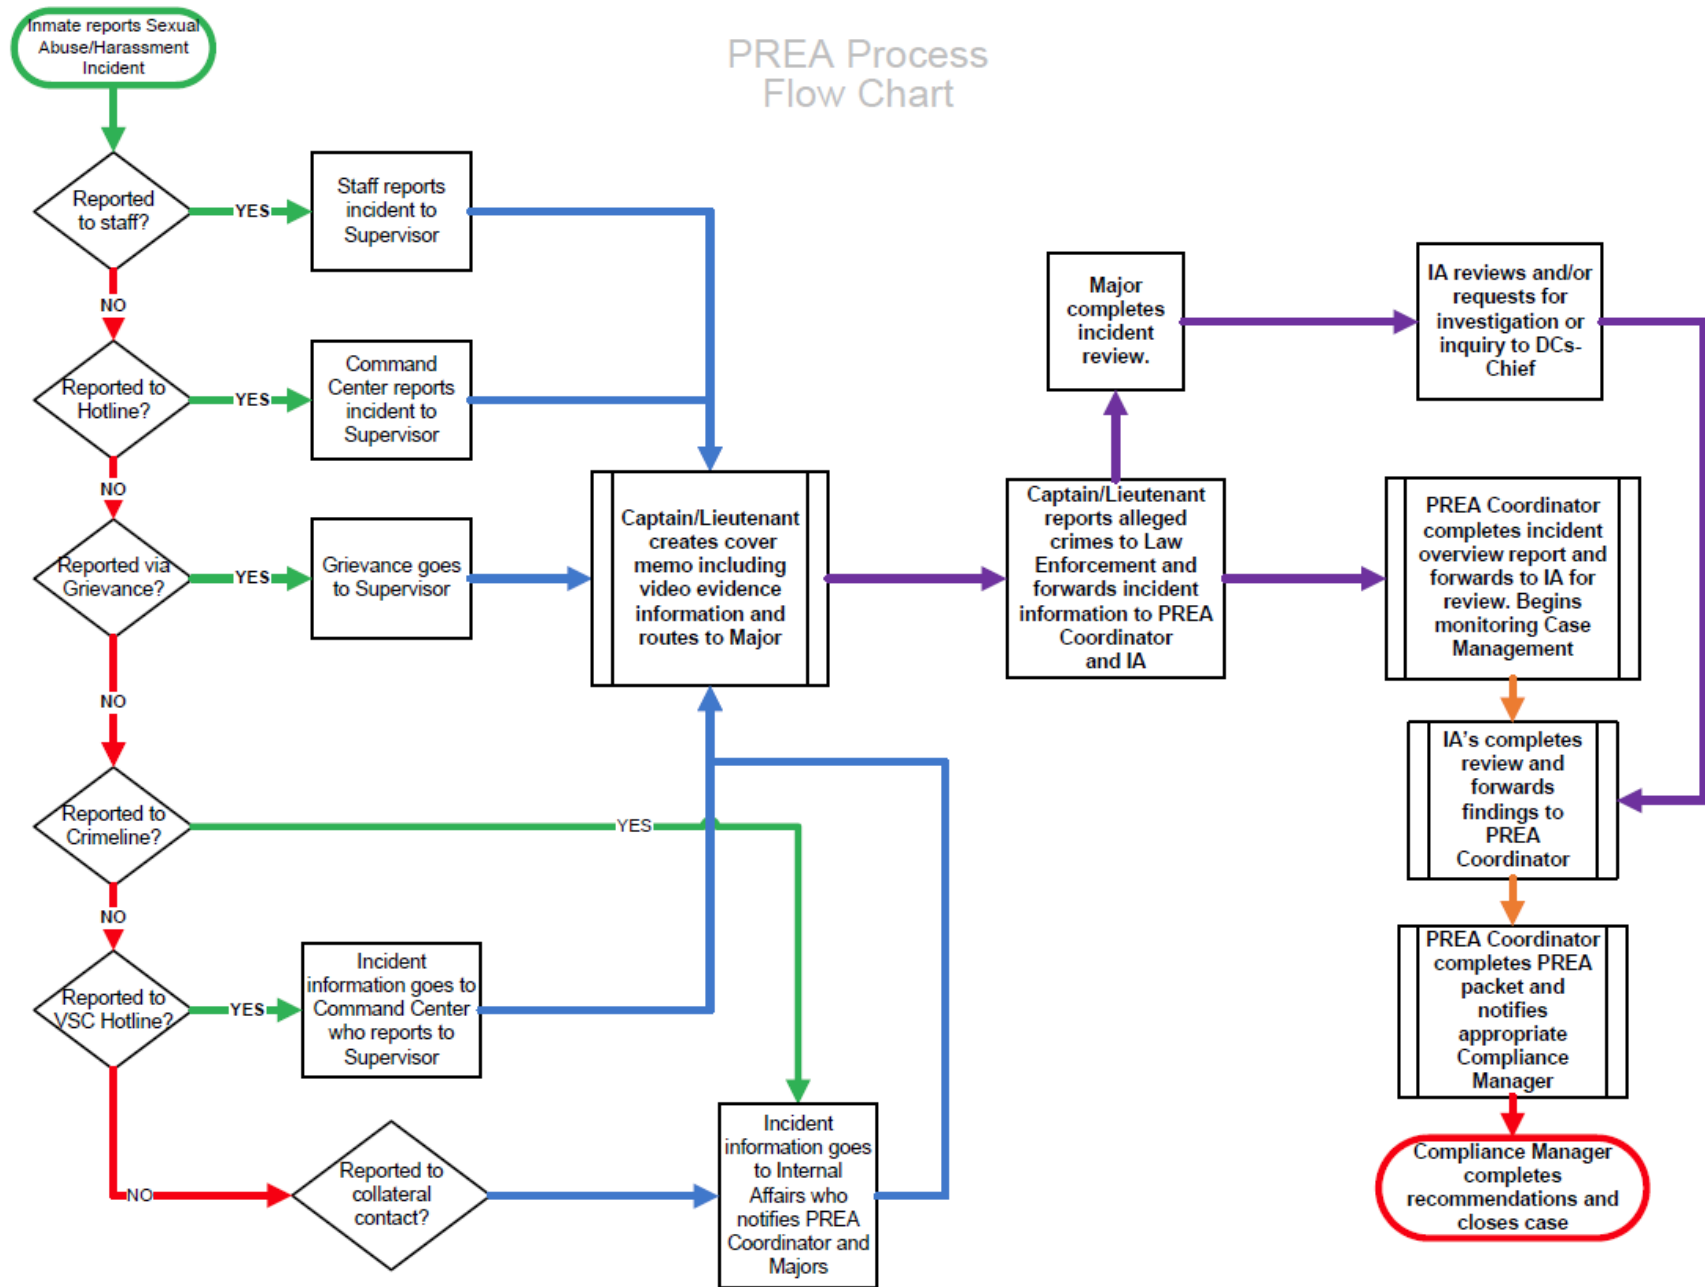 Inmate reports Sexual
Abuse/Harassment
Incident
PREA Process
Flow Chart
Reported
to staff?
YES
Staff reports
incident to
Supervisor
NO
Reported to
Hotline?
YES
Command
Center reports
incident to
Supervisor
NO
Reported via
Grievance?
YES
Grievance goes
to Supervisor
NO
Reported to
Crimeline?
YES
NO
Reported to
VSC Hotline?
YES
Incident
information goes to
Command Center
who reports to
Supervisor
NO
Reported to
collateral
contact?
Incident
information goes
to Internal
Affairs who
notifies PREA
Coordinator and
Majors
Captain/Lieutenant
creates cover
memo including
video evidence
information and
routes to Major
Captain/Lieutenant
reports alleged
crimes to Law
Enforcement and
forwards incident
information to PREA
Coordinator
and IA
Major
completes
incident
review.
IA reviews and/or
requests for
investigation or
inquiry to DCs-
Chief
PREA Coordinator
completes incident
overview report and
forwards to IA for
review. Begins
monitoring Case
Management
IA's completes
review and
forwards
findings to
PREA
Coordinator
PREA Coordinator
completes PREA
packet and
notifies
appropriate
Compliance
Manager
Compliance Manager
completes
recommendations and
closes case